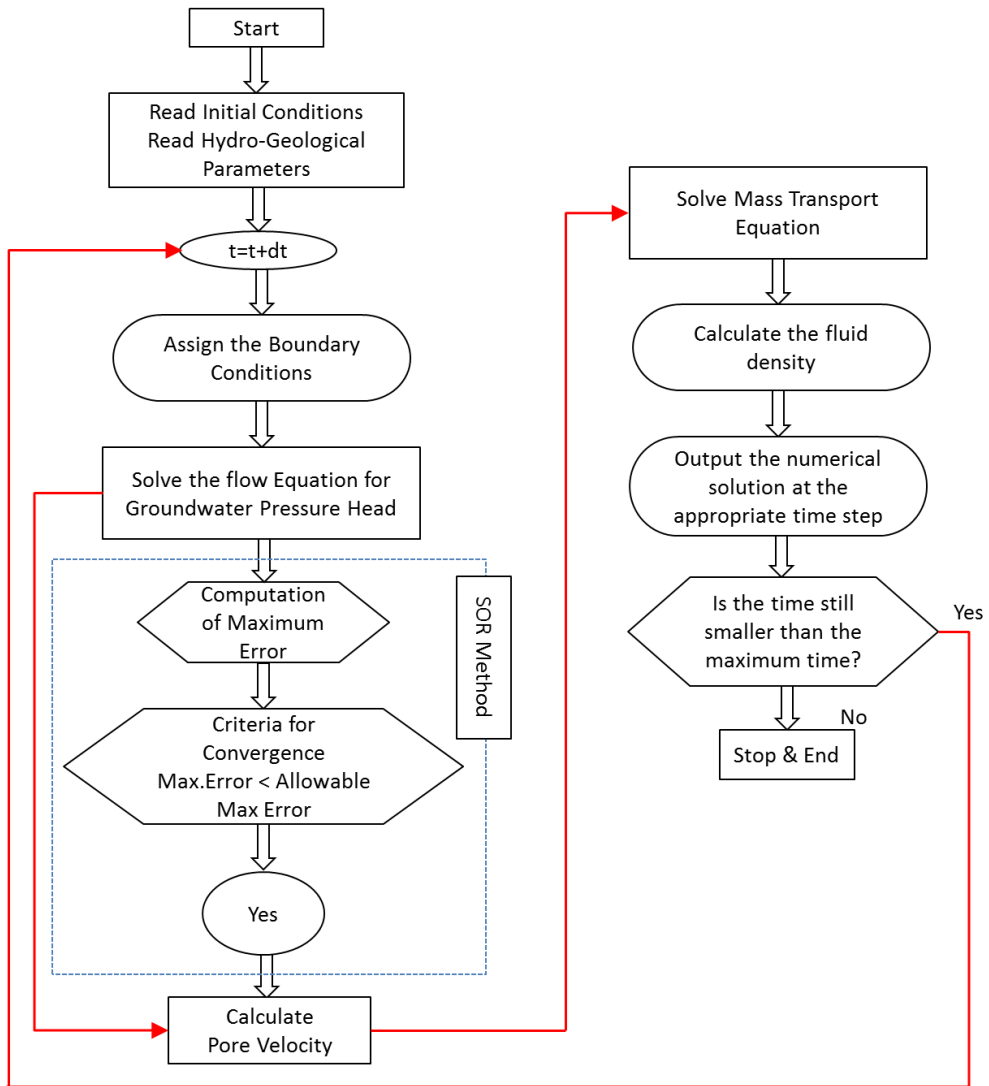 Start
Read Initial Conditions
Read Hydro-Geological
Parameters
t=t+dt
Assign the Boundary
Conditions
Solve the flow Equation for
Groundwater Pressure Head
Computation
of Maximum
Error
SOR Method
Criteria for
Convergence
Max.Error < Allowable
Max Error
Yes
Calculate
Pore Velocity
Solve Mass Transport
Equation
Calculate the fluid
density
Output the numerical
solution at the
appropriate time step
Is the time still
smaller than the
maximum time?
Yes
No
Stop & End